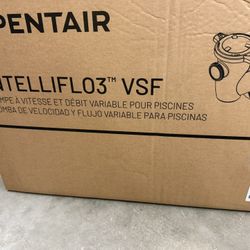 PENTAIR
NTELLIFLO3™ VSF
MPE À VITESSE ET DÉBIT VARIABLE POUR PISCINES
OMBA DE VELOCIDAD Y FLUJO VARIABLE PARA PISCINAS